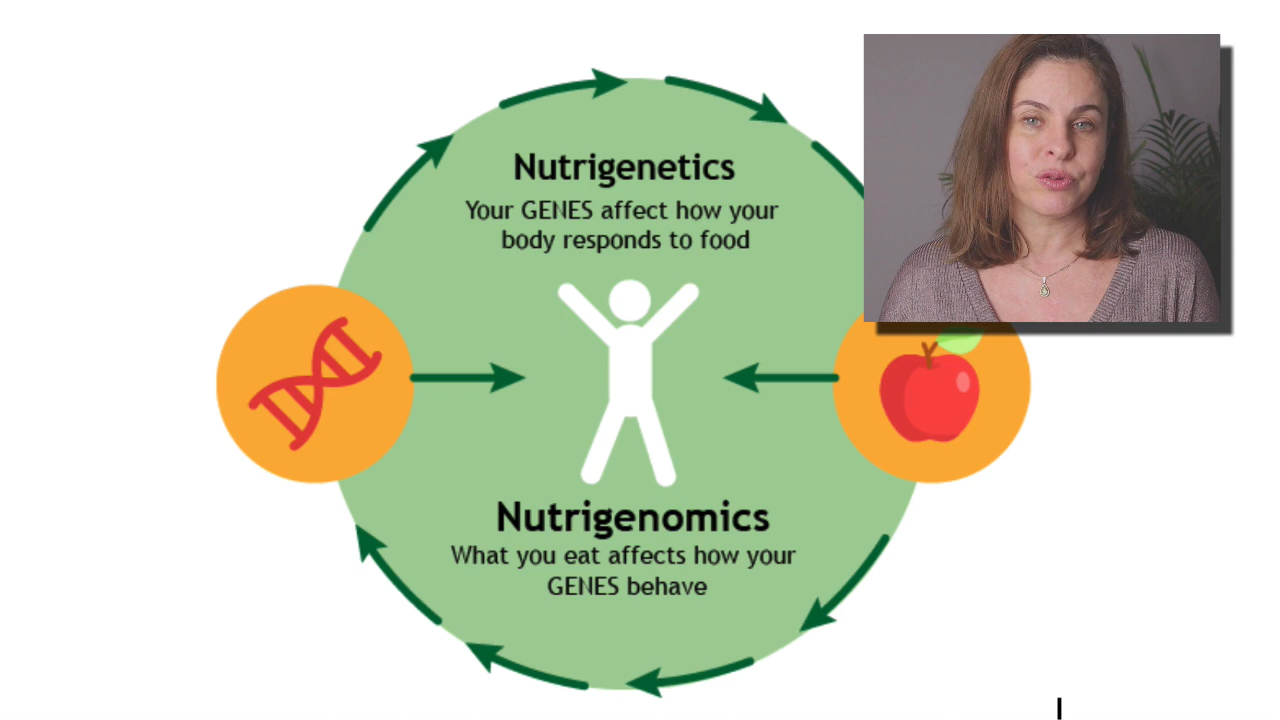 Nutrigenetics
Your GENES affect how your
body responds to food
Nutrigenomics
What you eat affects how your
GENES behave